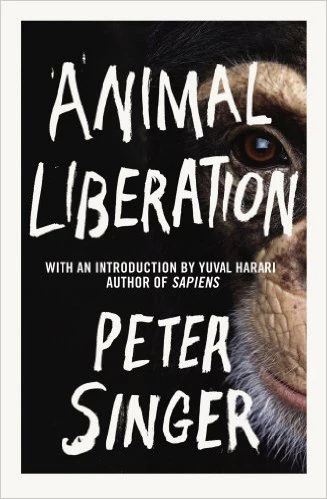 ANIMAL
LIBERATION
WITH AN INTRODUCTION BY YUVAL HARARI
AUTHOR OF SAPIENS
PETER
SINGER